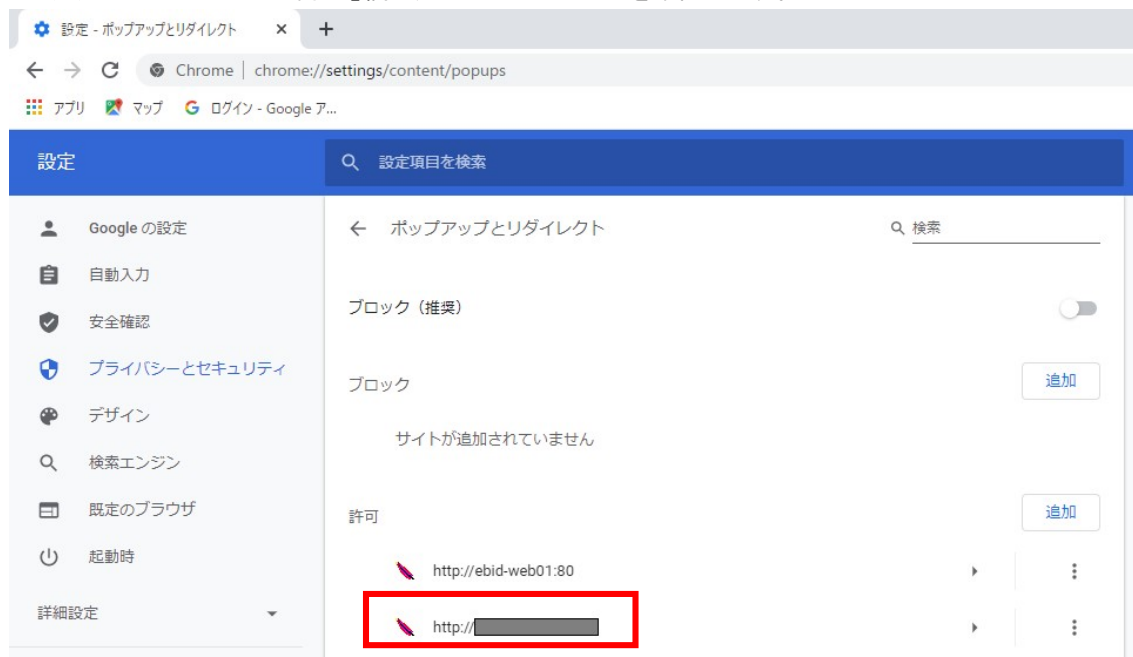 設定 - ポップアップとリダイレクト
Chrome | chrome://settings/content/popups
アプリ マップ ログイン - Google ア...
設定 設定項目を検索
Google の設定
自動入力
安全確認
プライバシーとセキュリティ
デザイン
検索エンジン
既定のブラウザ
起動時
詳細設定
ポップアップとリダイレクト 検索
ブロック（推奨）
ブロック 追加
サイトが追加されていません
許可 追加
http://ebid-web01:80
http://